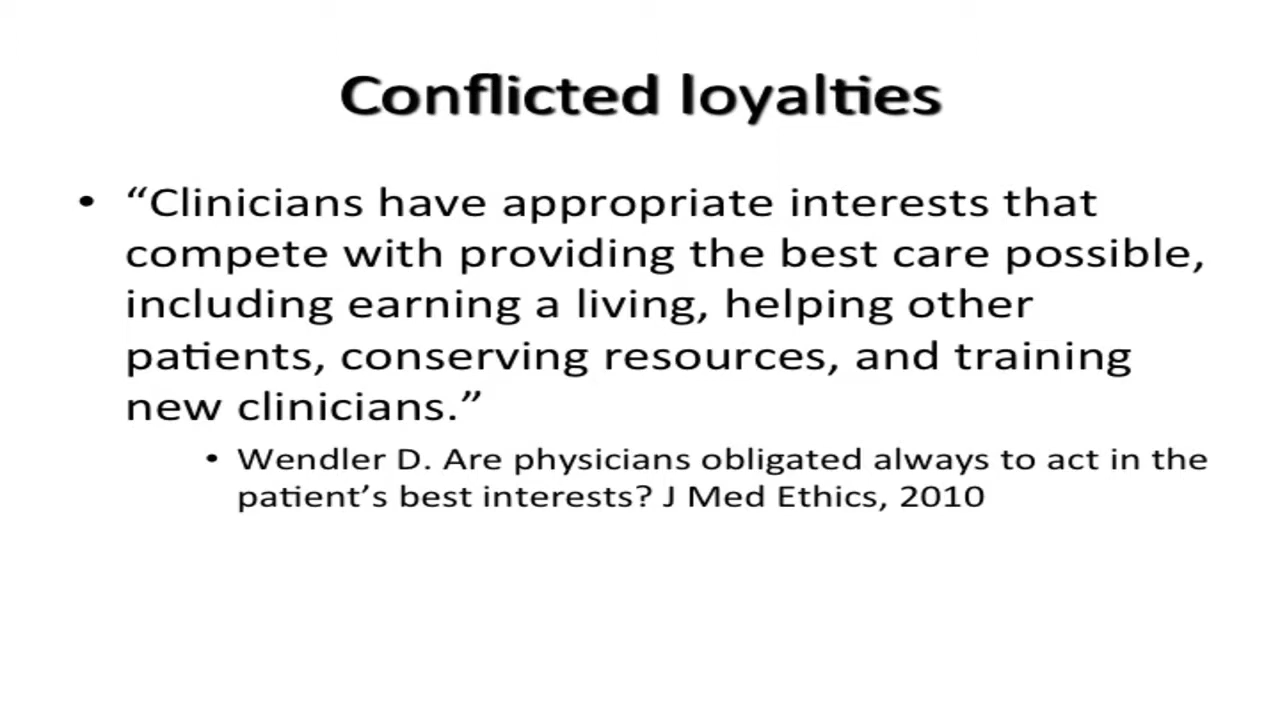 Conflicted loyalties
• “Clinicians have appropriate interests that
compete with providing the best care possible,
including earning a living, helping other
patients, conserving resources, and training
new clinicians.”
• Wendler D. Are physicians obligated always to act in the
patient’s best interests? J Med Ethics, 2010